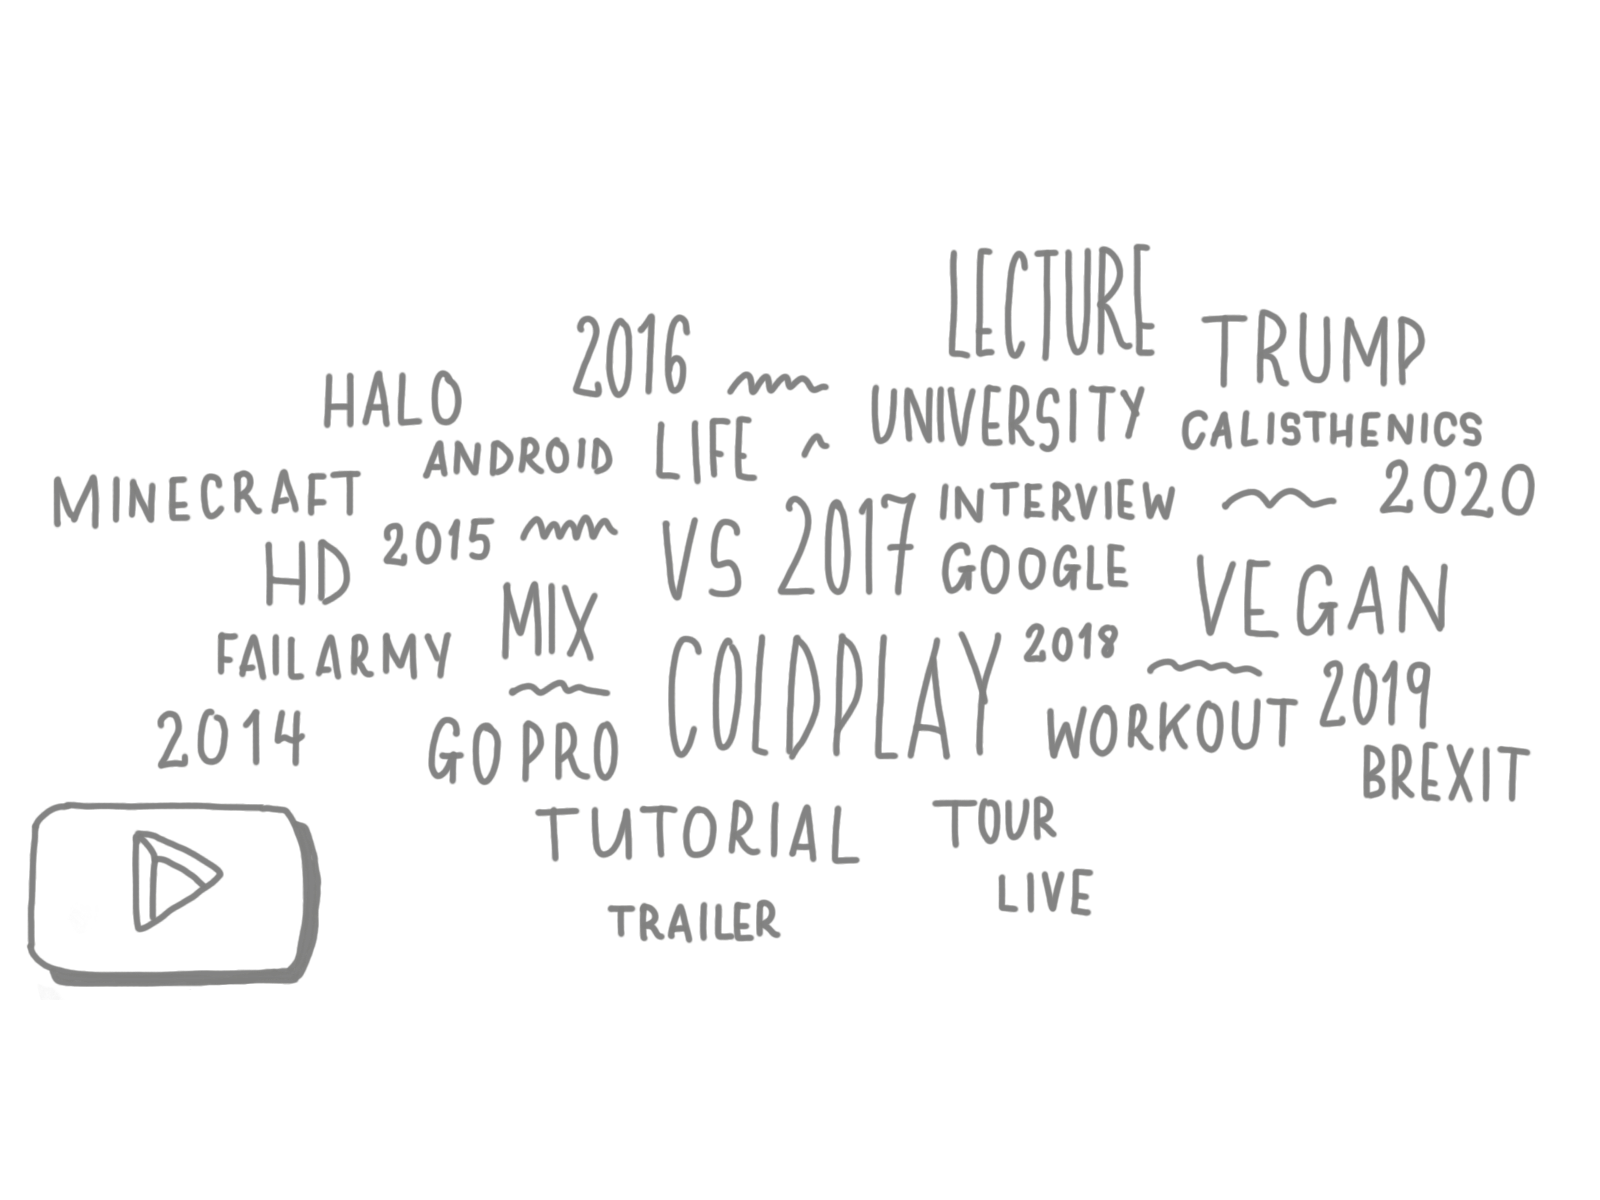 LECTURE
2016
TRUMP
HALO
UNIVERSITY
CALISTHENICS
ANDROID
LIFE
MINECRAFT
INTERVIEW
2020
2015
VS
2017
HD
GOOGLE
VEGAN
MIX
FAILARMY
COLDPLAY
2018
2019
2014
GOPRO
WORKOUT
BREXIT
TUTORIAL
TOUR
TRAILER
LIVE